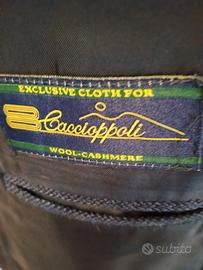 EXCLUSIVE CLOTH FOR
Caccioppoli
WOOL-CASHMERE
subito